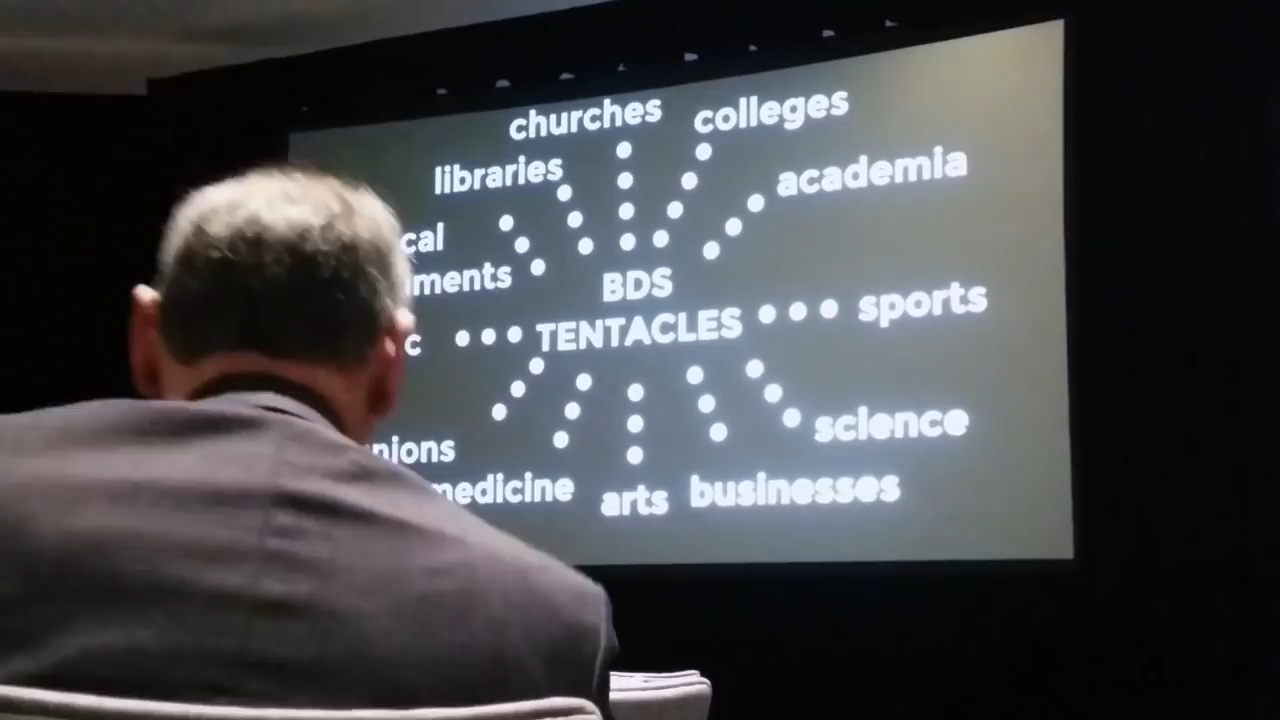 churches
colleges
libraries
academia
BDS
TENTACLES
sports
science
medicine
arts
businesses